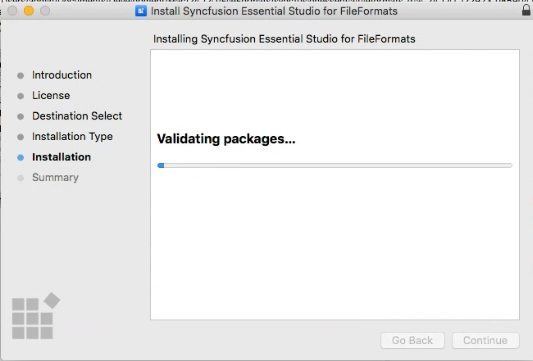 Install Syncfusion Essential Studio for FileFormats
Installing Syncfusion Essential Studio for FileFormats
Introduction
License
Destination Select
Installation Type
Installation
Summary
Validating packages...
Go Back
Continue